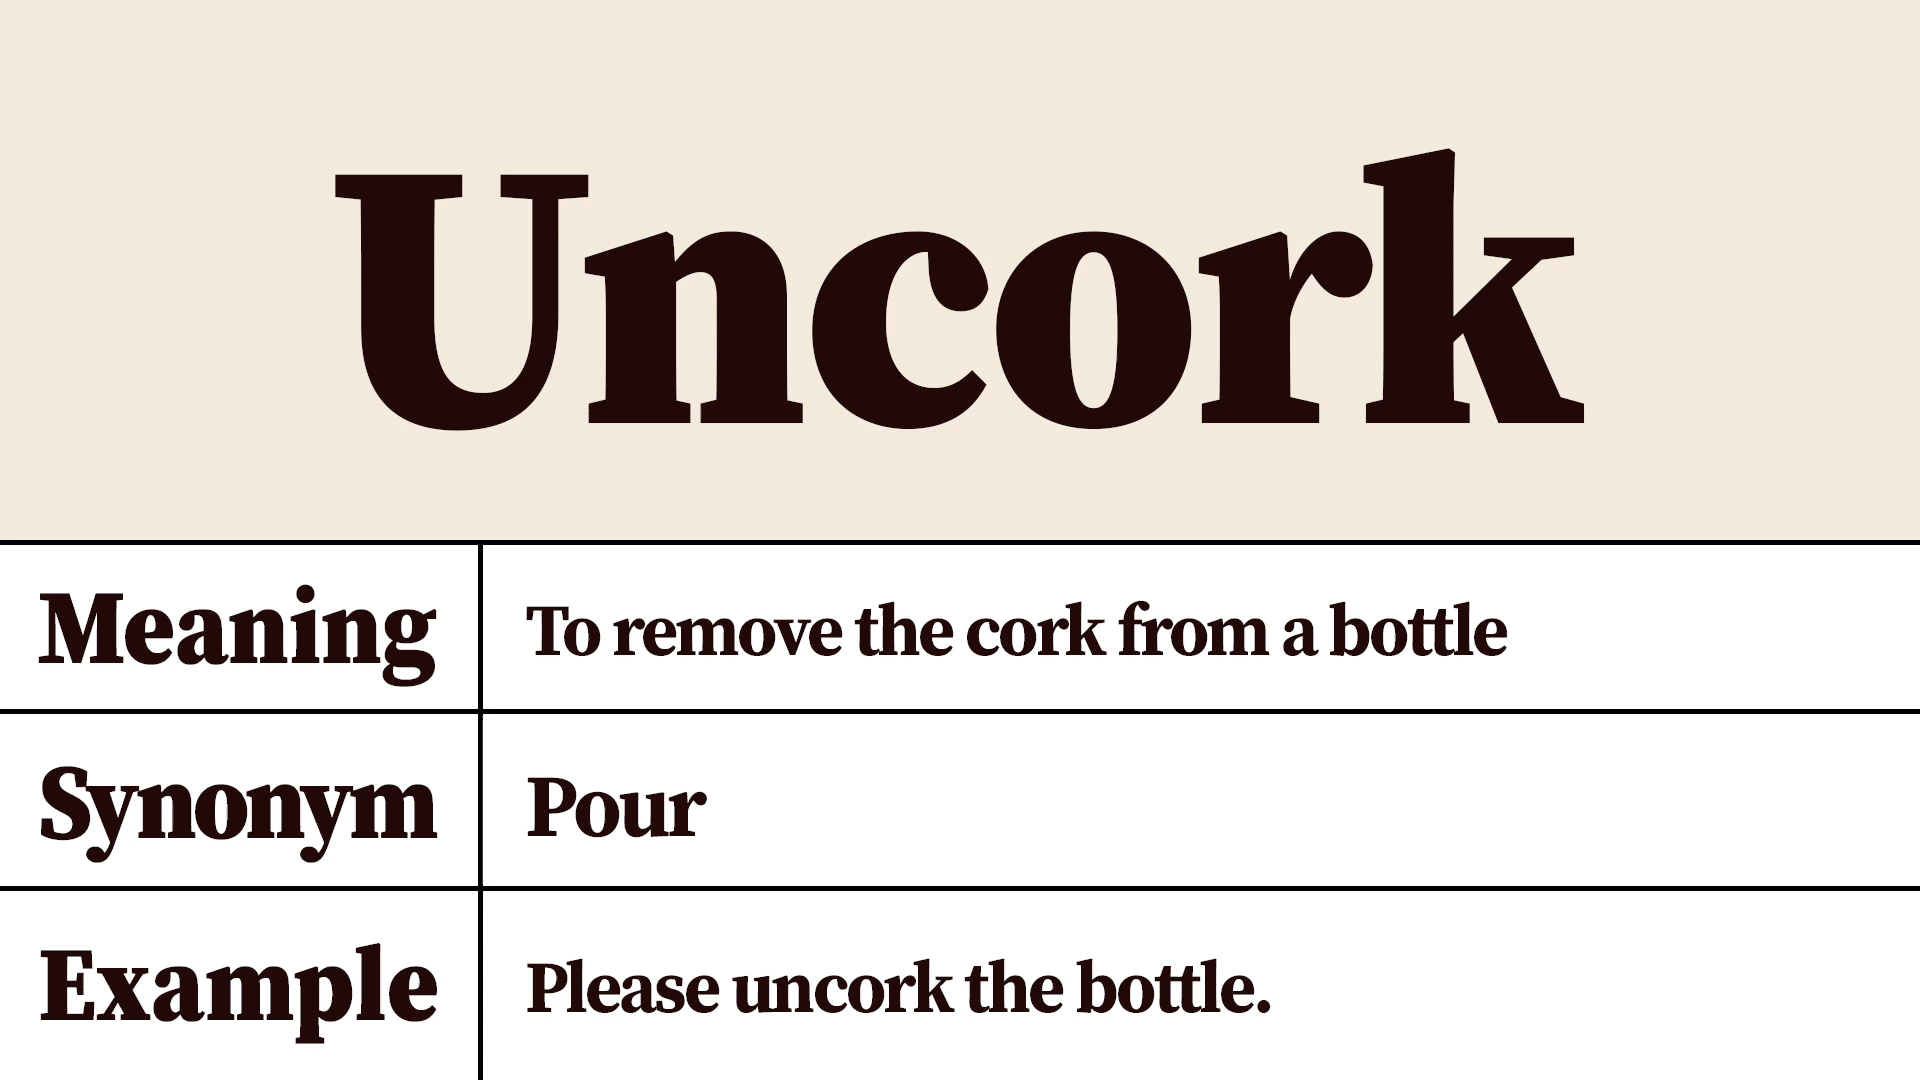 Uncork
Meaning
To remove the cork from a bottle
Synonym
Pour
Example
Please uncork the bottle.